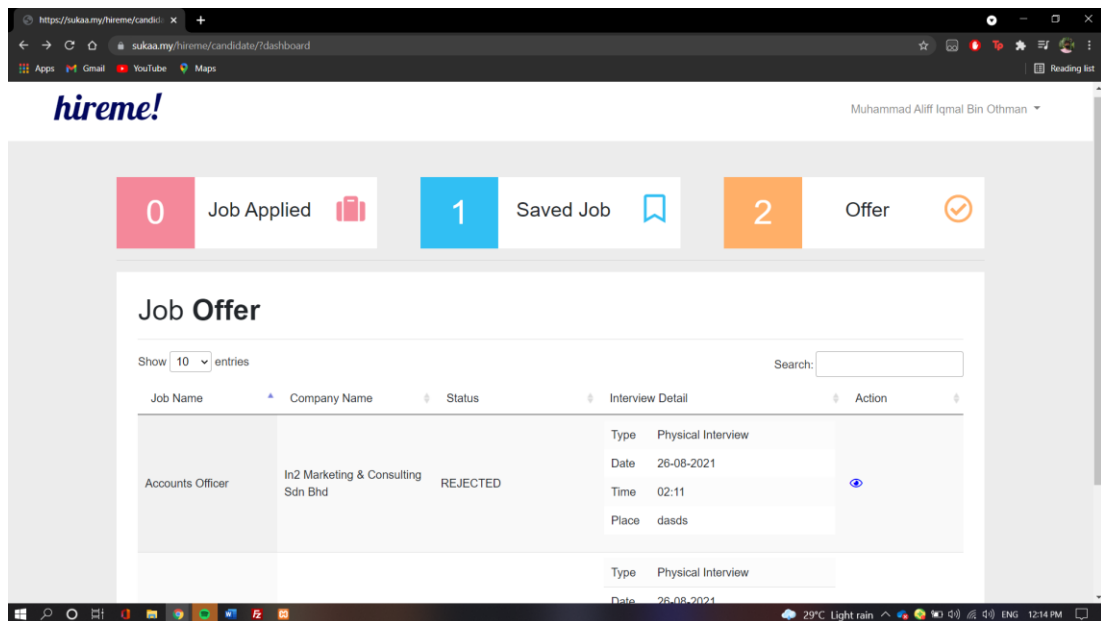 https://sukaa.my/hireme/candida
sukaa.my/hireme/candidate/?dashboard
Apps Gmail YouTube Maps Reading list
hireme!
Muhammad Aliff Iqmal Bin Othman
0 Job Applied
1 Saved Job
2 Offer
Job Offer
Show 10 entries
Search:
Job Name Company Name Status Interview Detail Action
Accounts Officer
In2 Marketing & Consulting
Sdn Bhd
REJECTED
Type Physical Interview
Date 26-08-2021
Time 02:11
Place dasds
Type Physical Interview
Date 26-08-2021
29°C Light rain ENG 12:14 PM